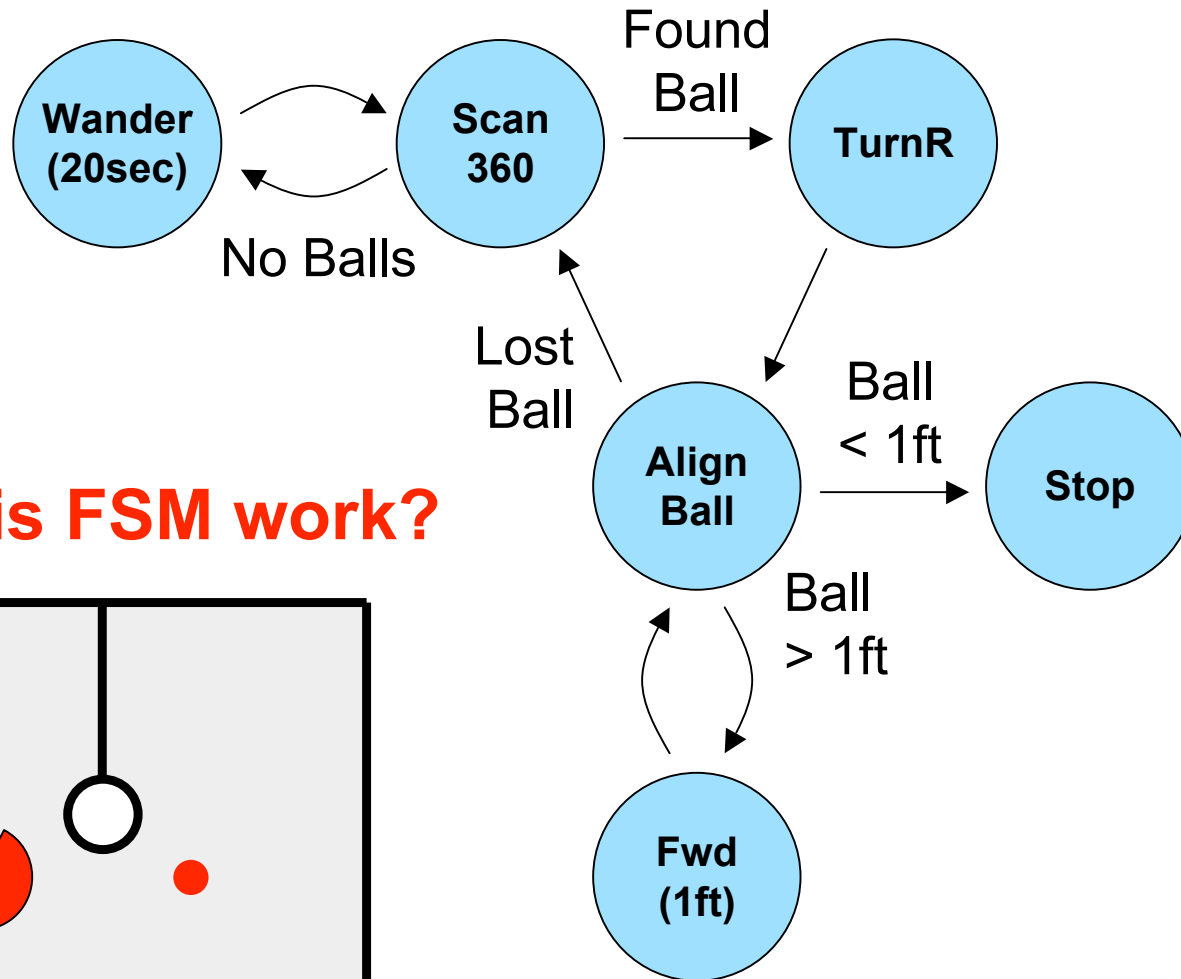 Found
Ball
Wander
(20sec)
Scan
360
TurnR
No Balls
Lost
Ball
Ball
< 1ft
Align
Ball
Stop
is FSM work?
Ball
> 1ft
Fwd
(1ft)